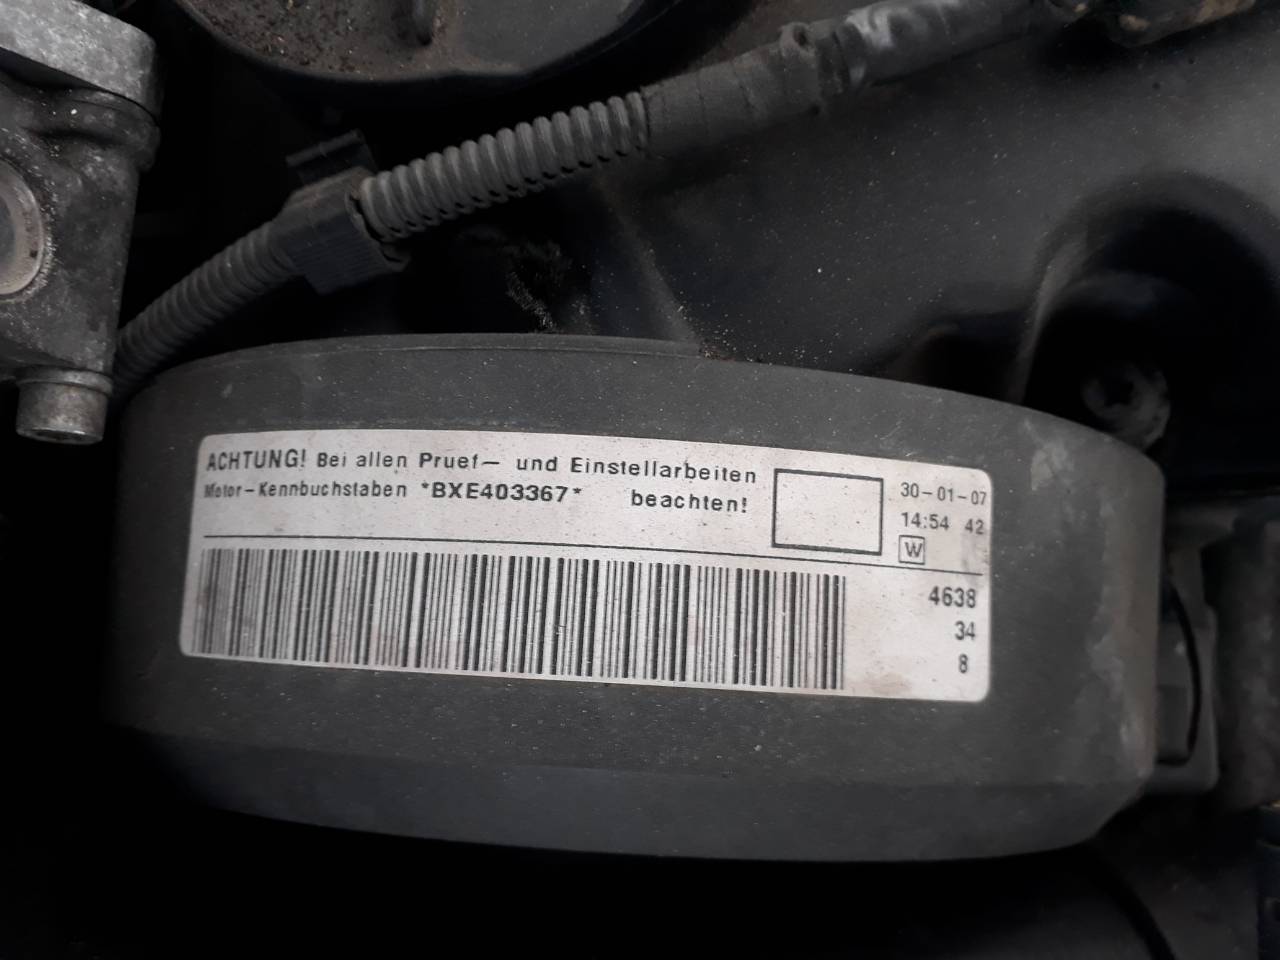 ACHTUNG! Bei allen Pruef- und Einstellarbeiten
Motor-Kennbuchstaben *BXE403367* beachten!
30-01-07
14:54 42
W
4638
34
8